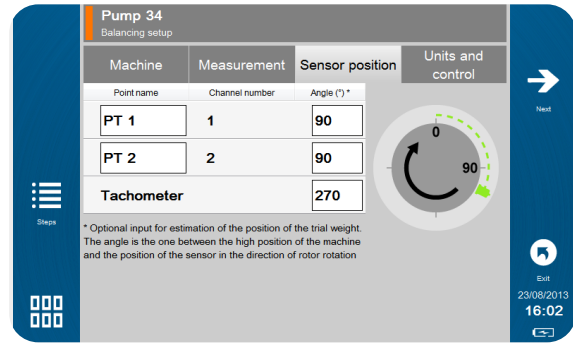 Pump 34
Balancing setup
Machine
Measurement
Sensor position
Units and
control
Point name
Channel number
Angle (°) *
PT 1
1
90
PT 2
2
90
Tachometer
270
* Optional input for estimation of the position of the trial weight.
The angle is the one between the high position of the machine
and the position of the sensor in the direction of rotor rotation
0
90
Steps
Next
Exit
23/08/2013
16:02